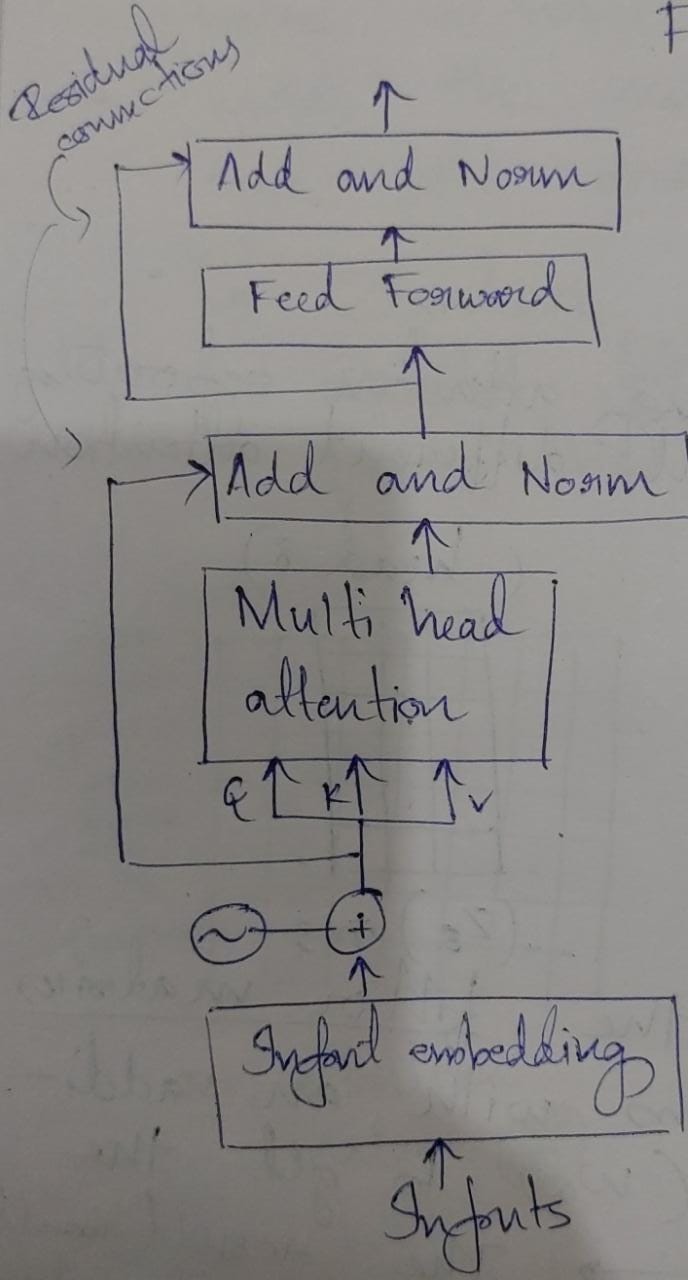 Residual
connections
Add and Norm
Feed Forward
Add and Norm
Multi head
attention
Q K V
Input embedding
Inputs